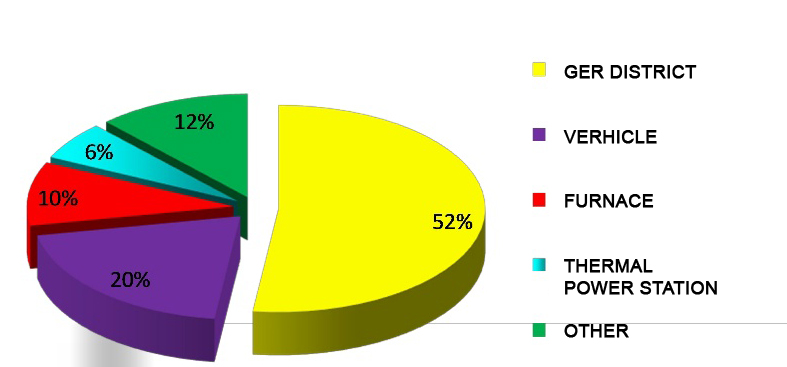 12%
6%
10%
52%
20%
GER DISTRICT
VERHICLE
FURNACE
THERMAL
POWER STATION
OTHER